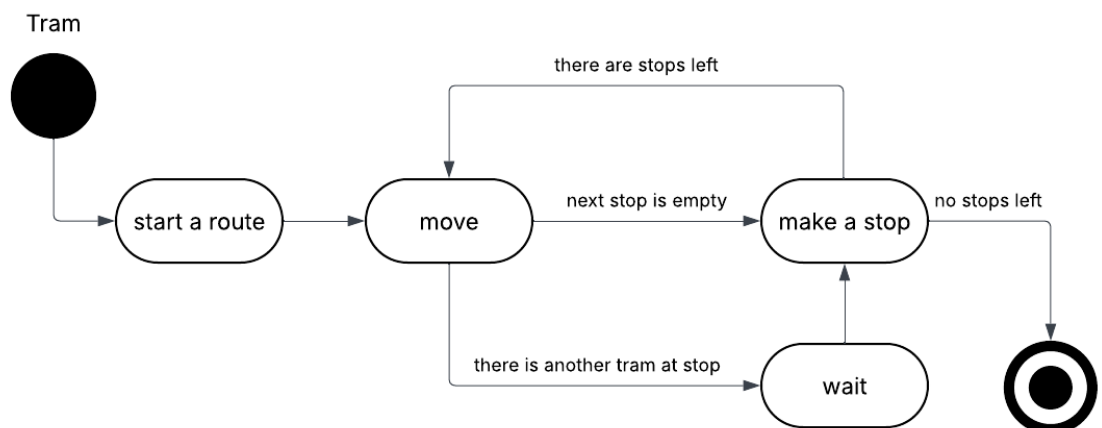 Tram
there are stops left
start a route
move
next stop is empty
make a stop
no stops left
there is another tram at stop
wait